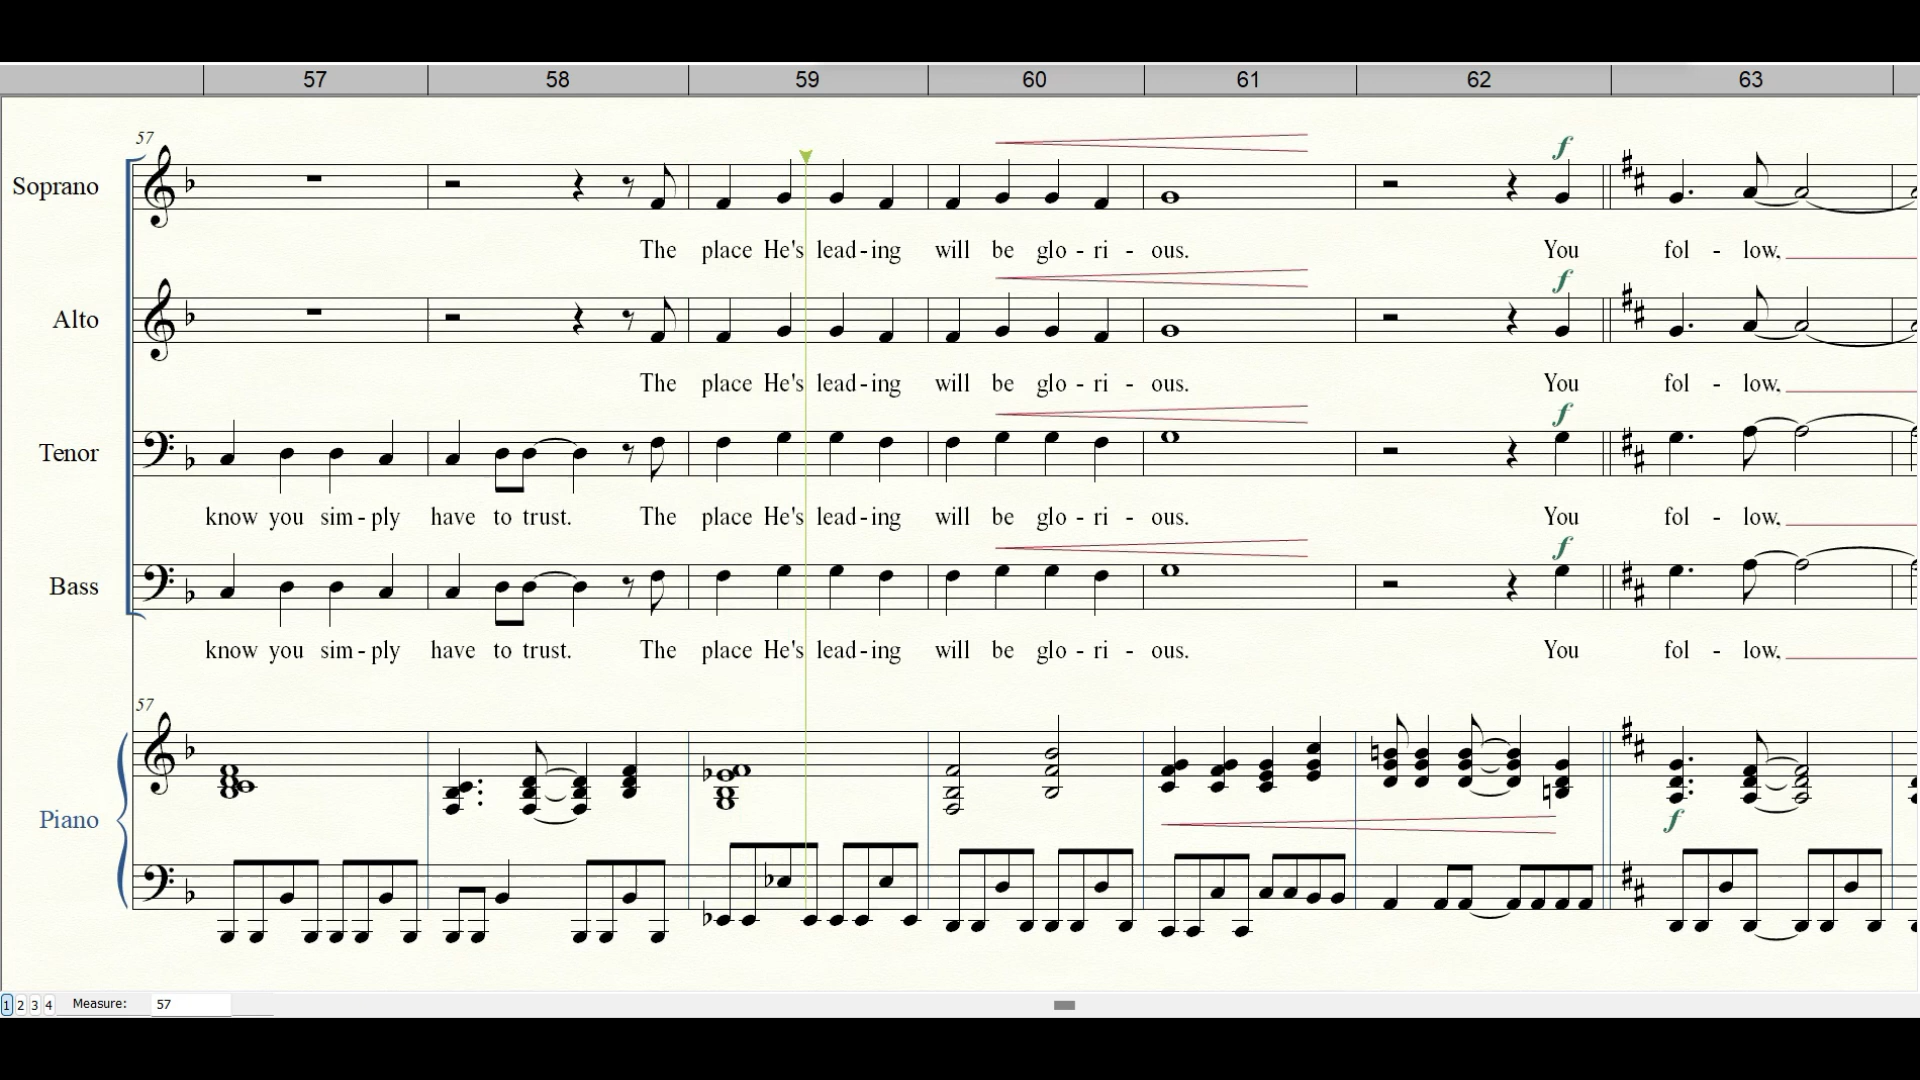 57 58 59 60 61 62 63
57
f
Soprano
The place He's lead - ing will be glo - ri - ous. You fol - low,
f
Alto
The place He's lead - ing will be glo - ri - ous. You fol - low,
f
Tenor
know you sim - ply have to trust. The place He's lead - ing will be glo - ri - ous. You fol - low,
f
Bass
know you sim - ply have to trust. The place He's lead - ing will be glo - ri - ous. You fol - low,
57
Piano
f
1 2 3 4 Measure: 57